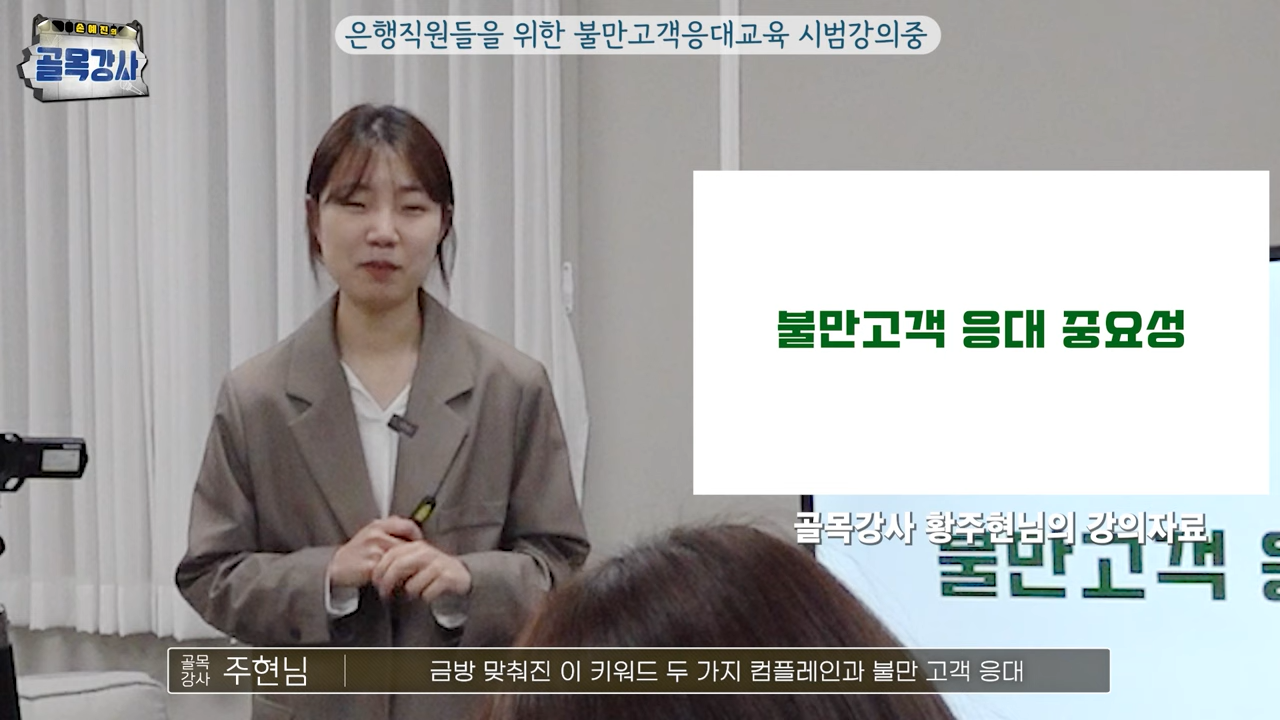 손예진의
골목강사
은행직원들을 위한 불만고객응대교육 시범강의중
불만고객 응대 중요성
골목강사 황주현님의 강의자료
불만고객 응
골목
강사
주현님
금방 맞춰진 이 키워드 두 가지 컴플레인과 불만 고객 응대